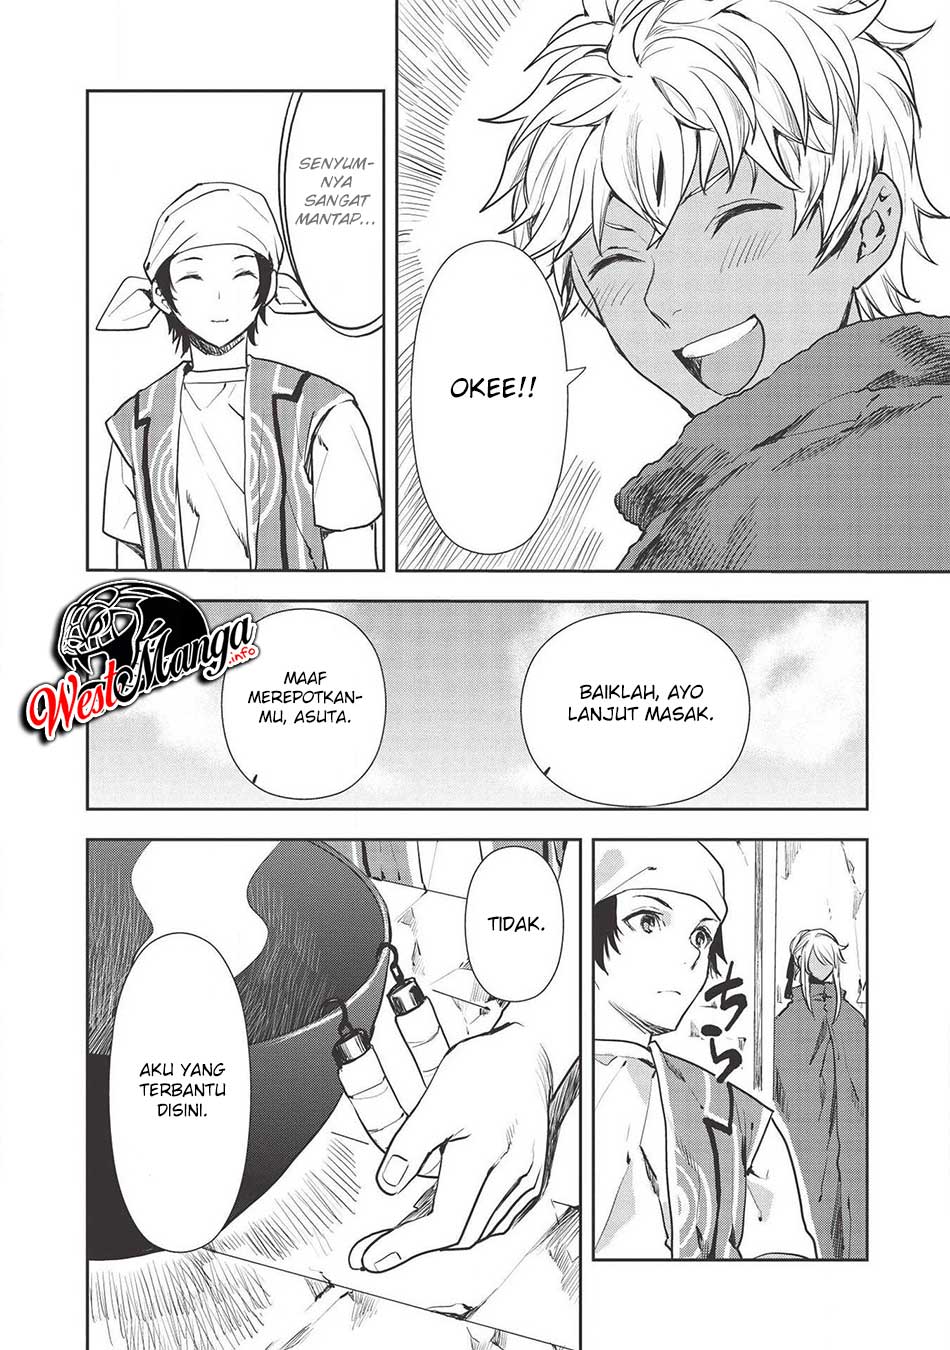 OKEE!!
SENYUM-
NYA
SANGAT
MANTAP...
BAIKLAH, AYO
LANJUT MASAK.
MAAF
MEREPOTKAN-
MU, ASUTA.
WestManga
.info
ちらっ
TIDAK.
AKU YANG
TERBANTU
DISINI.